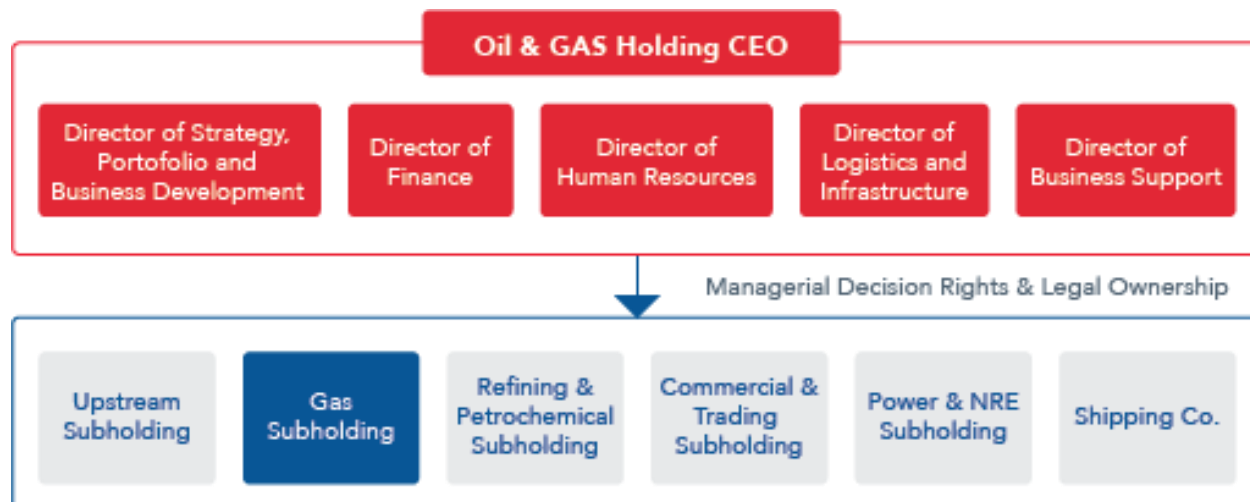 Oil & GAS Holding CEO
Director of Strategy,
Portofolio and
Business Development
Director of
Finance
Director of
Human Resources
Director of
Logistics and
Infrastructure
Director of
Business Support
Managerial Decision Rights & Legal Ownership
Upstream
Subholding
Gas
Subholding
Refining &
Petrochemical
Subholding
Commercial &
Trading
Subholding
Power & NRE
Subholding
Shipping Co.